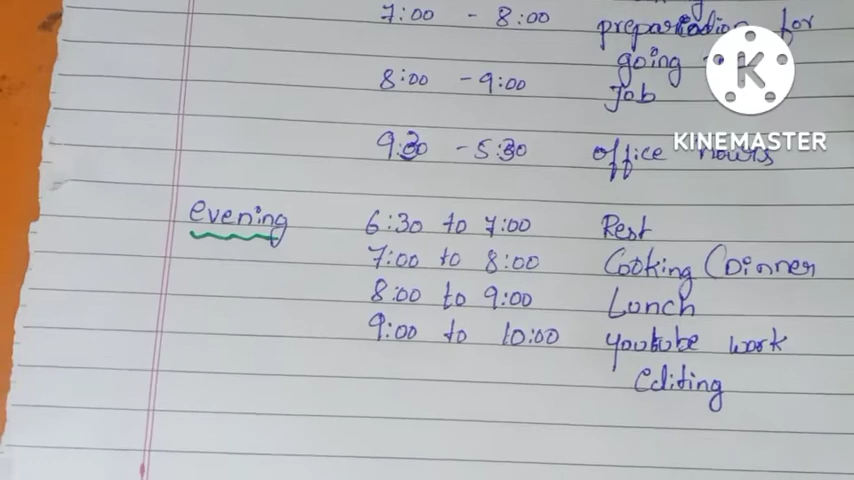 7:00 - 8:00 preparation for
going
8:00 - 9:00 Job
KINEMASTER
9:30 - 5:30 office hours
evening 6:30 to 7:00 Rest
7:00 to 8:00 Cooking (Dinner
8:00 to 9:00 Lunch
9:00 to 10:00 youtube work
Editing